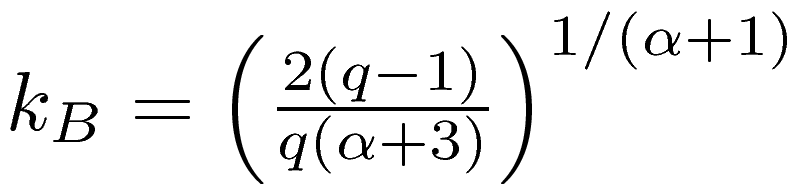 k_B = \left( \frac{2(q-1)}{q(\alpha+3)} \right)^{1/(\alpha+1)}